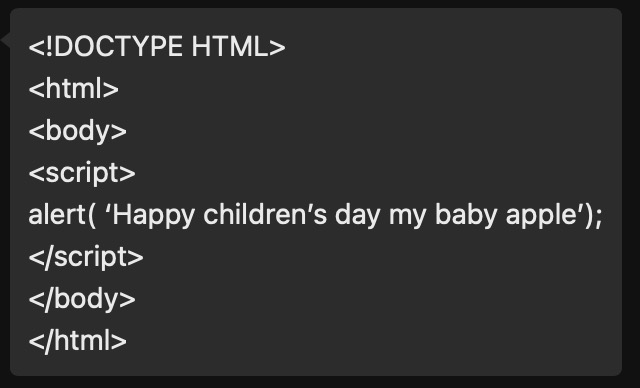 <!DOCTYPE HTML>
<html>
<body>
<script>
alert( ‘Happy children’s day my baby apple’);
</script>
</body>
</html>